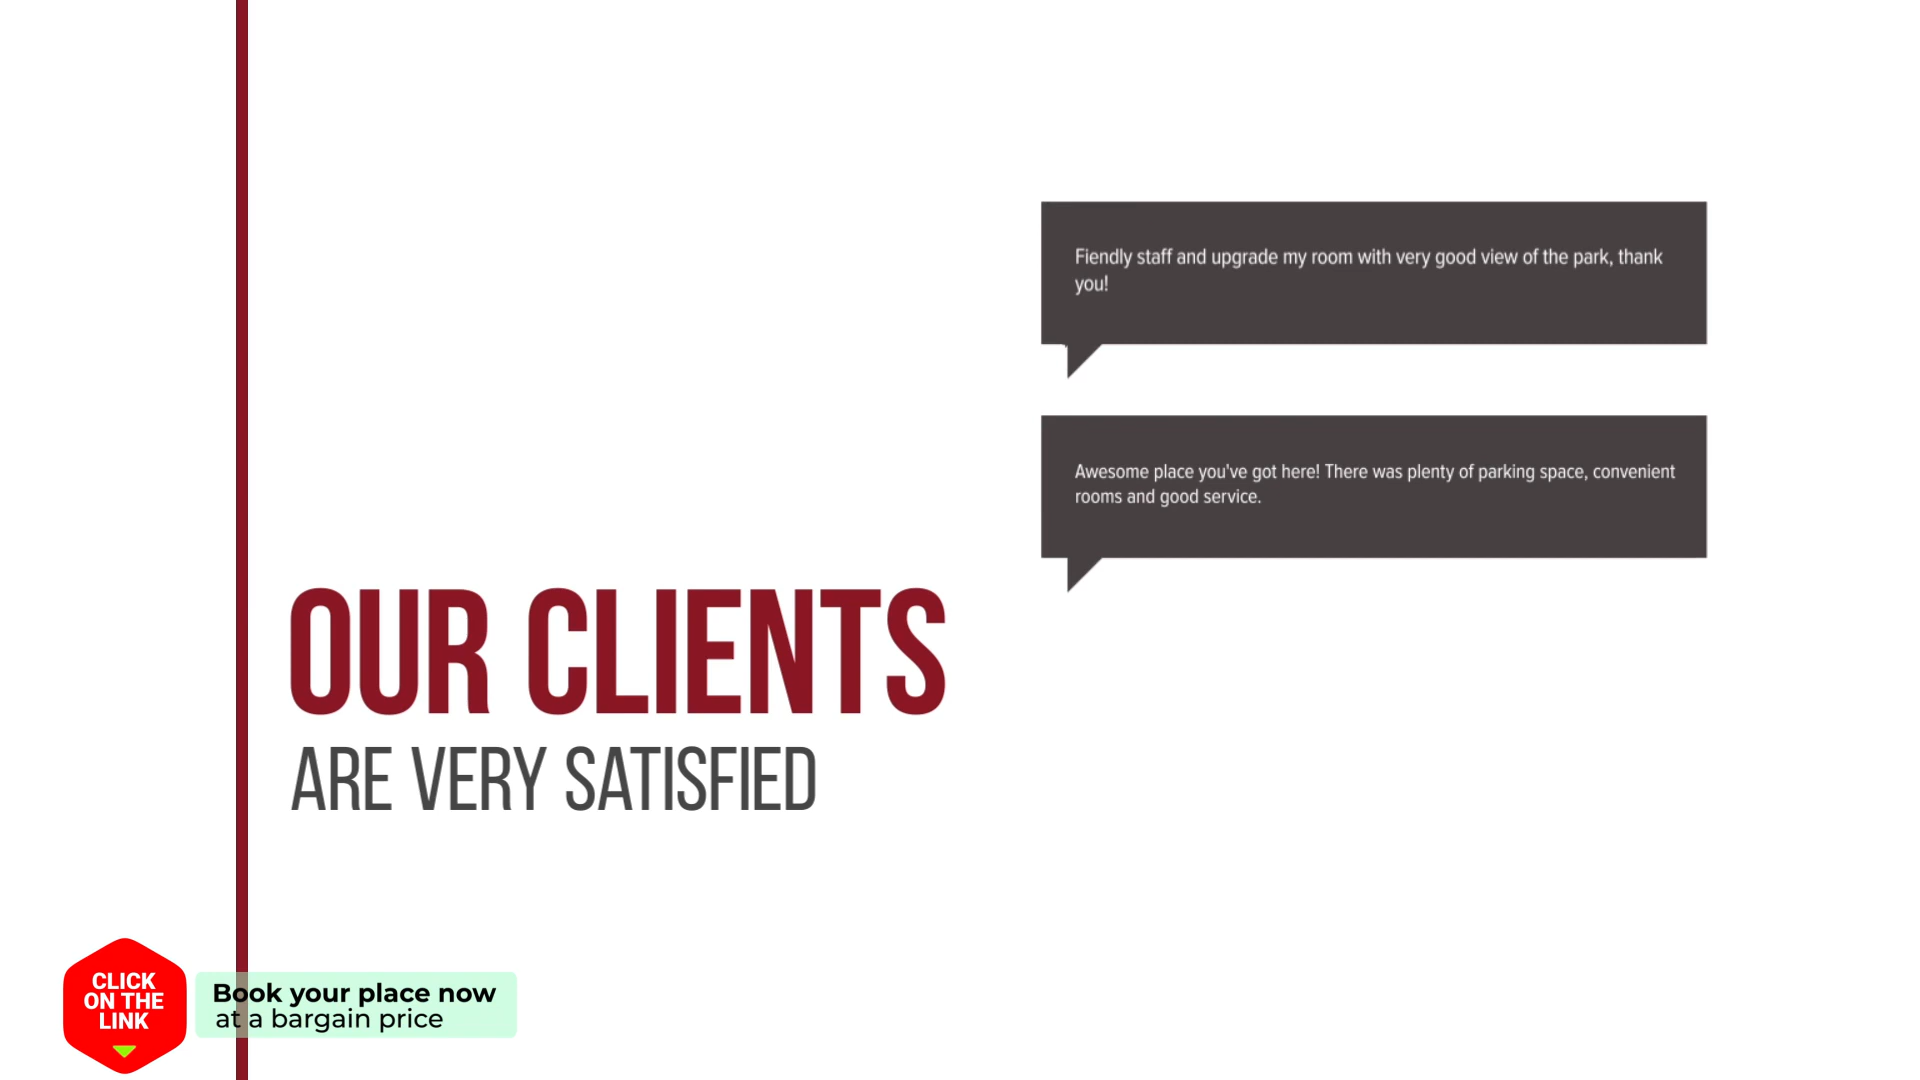 Fiendly staff and upgrade my room with very good view of the park, thank
you!
Awesome place you've got here! There was plenty of parking space, convenient
rooms and good service.
OUR CLIENTS
ARE VERY SATISFIED
CLICK
ON THE
LINK
Book your place now
at a bargain price